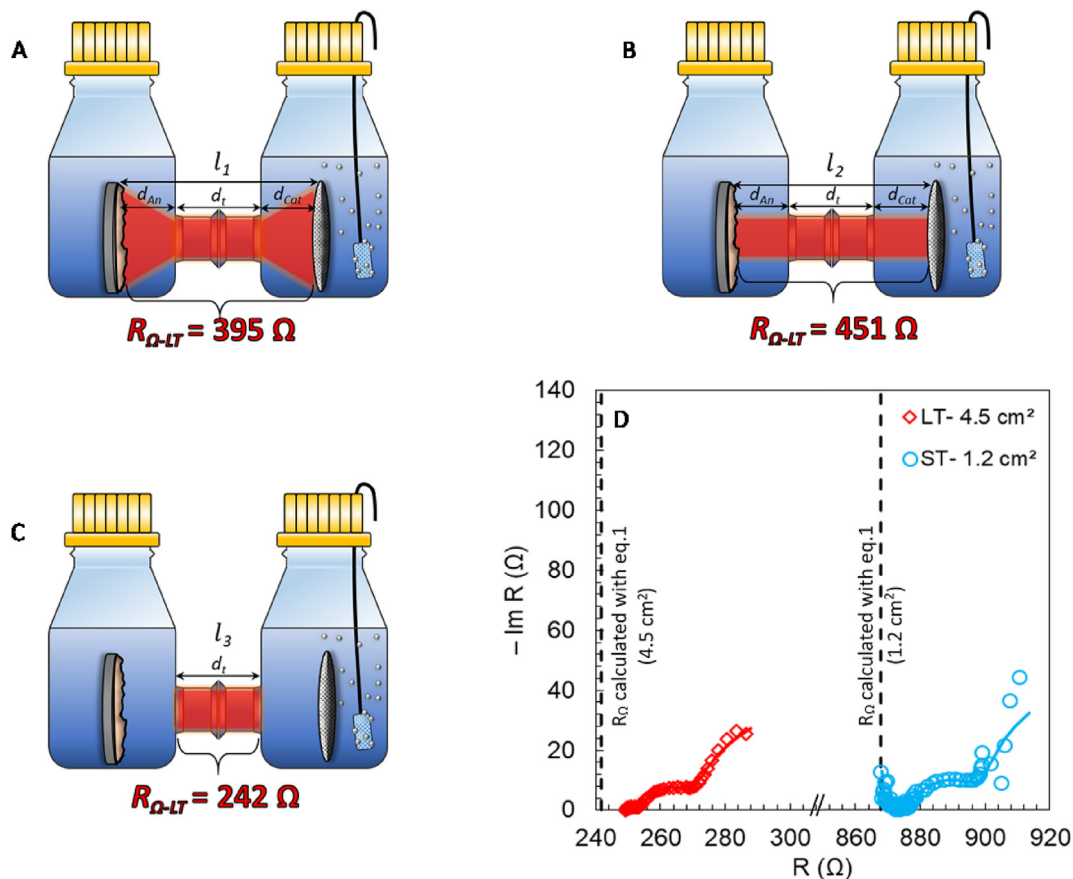 A
l1
dAn
dt
dCat
RΩ-LT = 395 Ω
B
l2
dAn
dt
dCat
RΩ-LT = 451 Ω
C
l3
dt
RΩ-LT = 242 Ω
D
LT- 4.5 cm²
ST- 1.2 cm²
RΩ calculated with eq.1
(4.5 cm²)
RΩ calculated with eq.1
(1.2 cm²)
− Im R (Ω)
140
120
100
80
60
40
20
0
240 260 280 300 860 880 900 920
R (Ω)